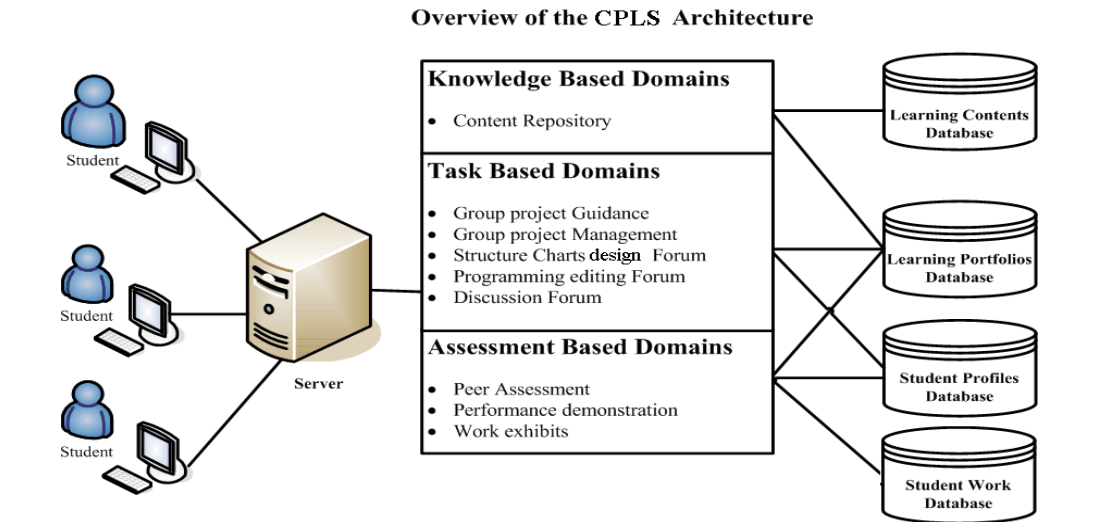 Overview of the CPLS Architecture
Student
Student
Student
Server
Knowledge Based Domains
• Content Repository
Task Based Domains
• Group project Guidance
• Group project Management
• Structure Charts design Forum
• Programming editing Forum
• Discussion Forum
Assessment Based Domains
• Peer Assessment
• Performance demonstration
• Work exhibits
Learning Contents
Database
Learning Portfolios
Database
Student Profiles
Database
Student Work
Database